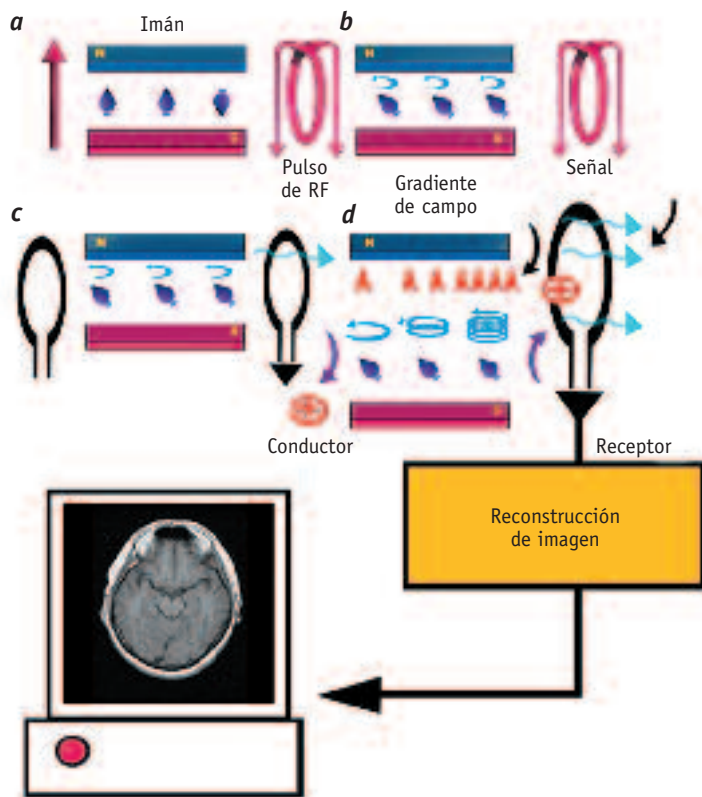 a
Imán
b
N
N
S
S
Pulso
de RF
Señal
Gradiente
de campo
c
d
N
N
Conductor
Receptor
Reconstrucción
de imagen